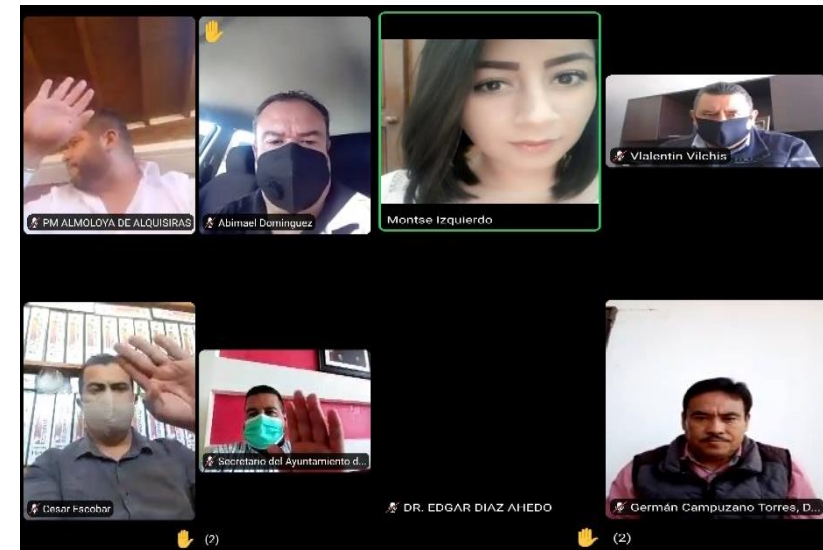 PM ALMOLOYA DE ALQUISIRAS
Abimael Dominguez
Montse Izquierdo
Vlalentin Vilchis
Cesar Escobar
Secretario del Ayuntamiento d...
DR. EDGAR DIAZ AHEDO
Germán Campuzano Torres, D...
(2)
(2)